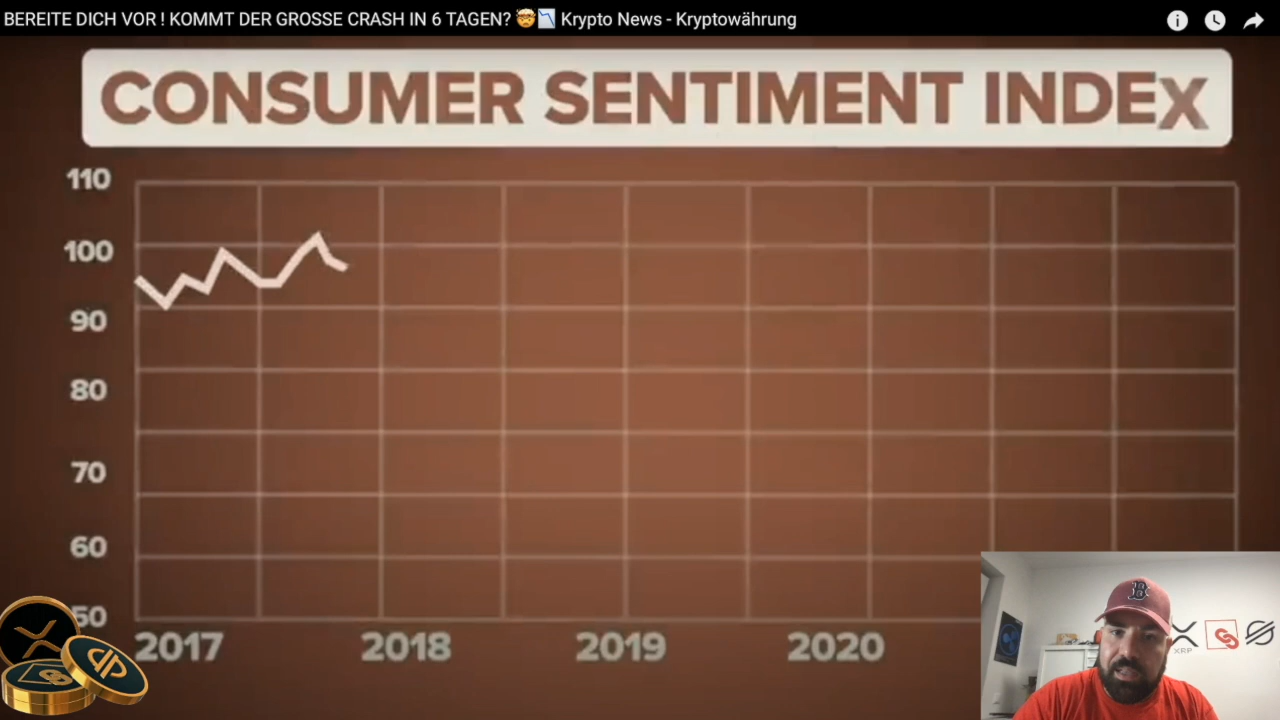 BEREITE DICH VOR ! KOMMT DER GROSSE CRASH IN 6 TAGEN? 🤯📉 Krypto News - Kryptowährung
CONSUMER SENTIMENT INDEX
110
100
90
80
70
60
50
2017 2018 2019 2020
B
XRP